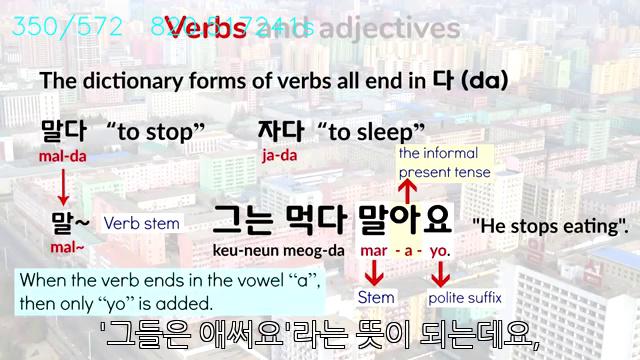 350/572 820.517241s
Verbs and adjectives
The dictionary forms of verbs all end in 다 (da)
말다 “to stop” 자다 “to sleep”
mal-da ja-da
the informal
present tense
말~ Verb stem 그는 먹다 말아요 "He stops eating".
mal~ keu-neun meog-da mar - a - yo.
When the verb ends in the vowel “a”,
then only “yo” is added.
Stem polite suffix
'그들은 애써요'라는 뜻이 되는데요,